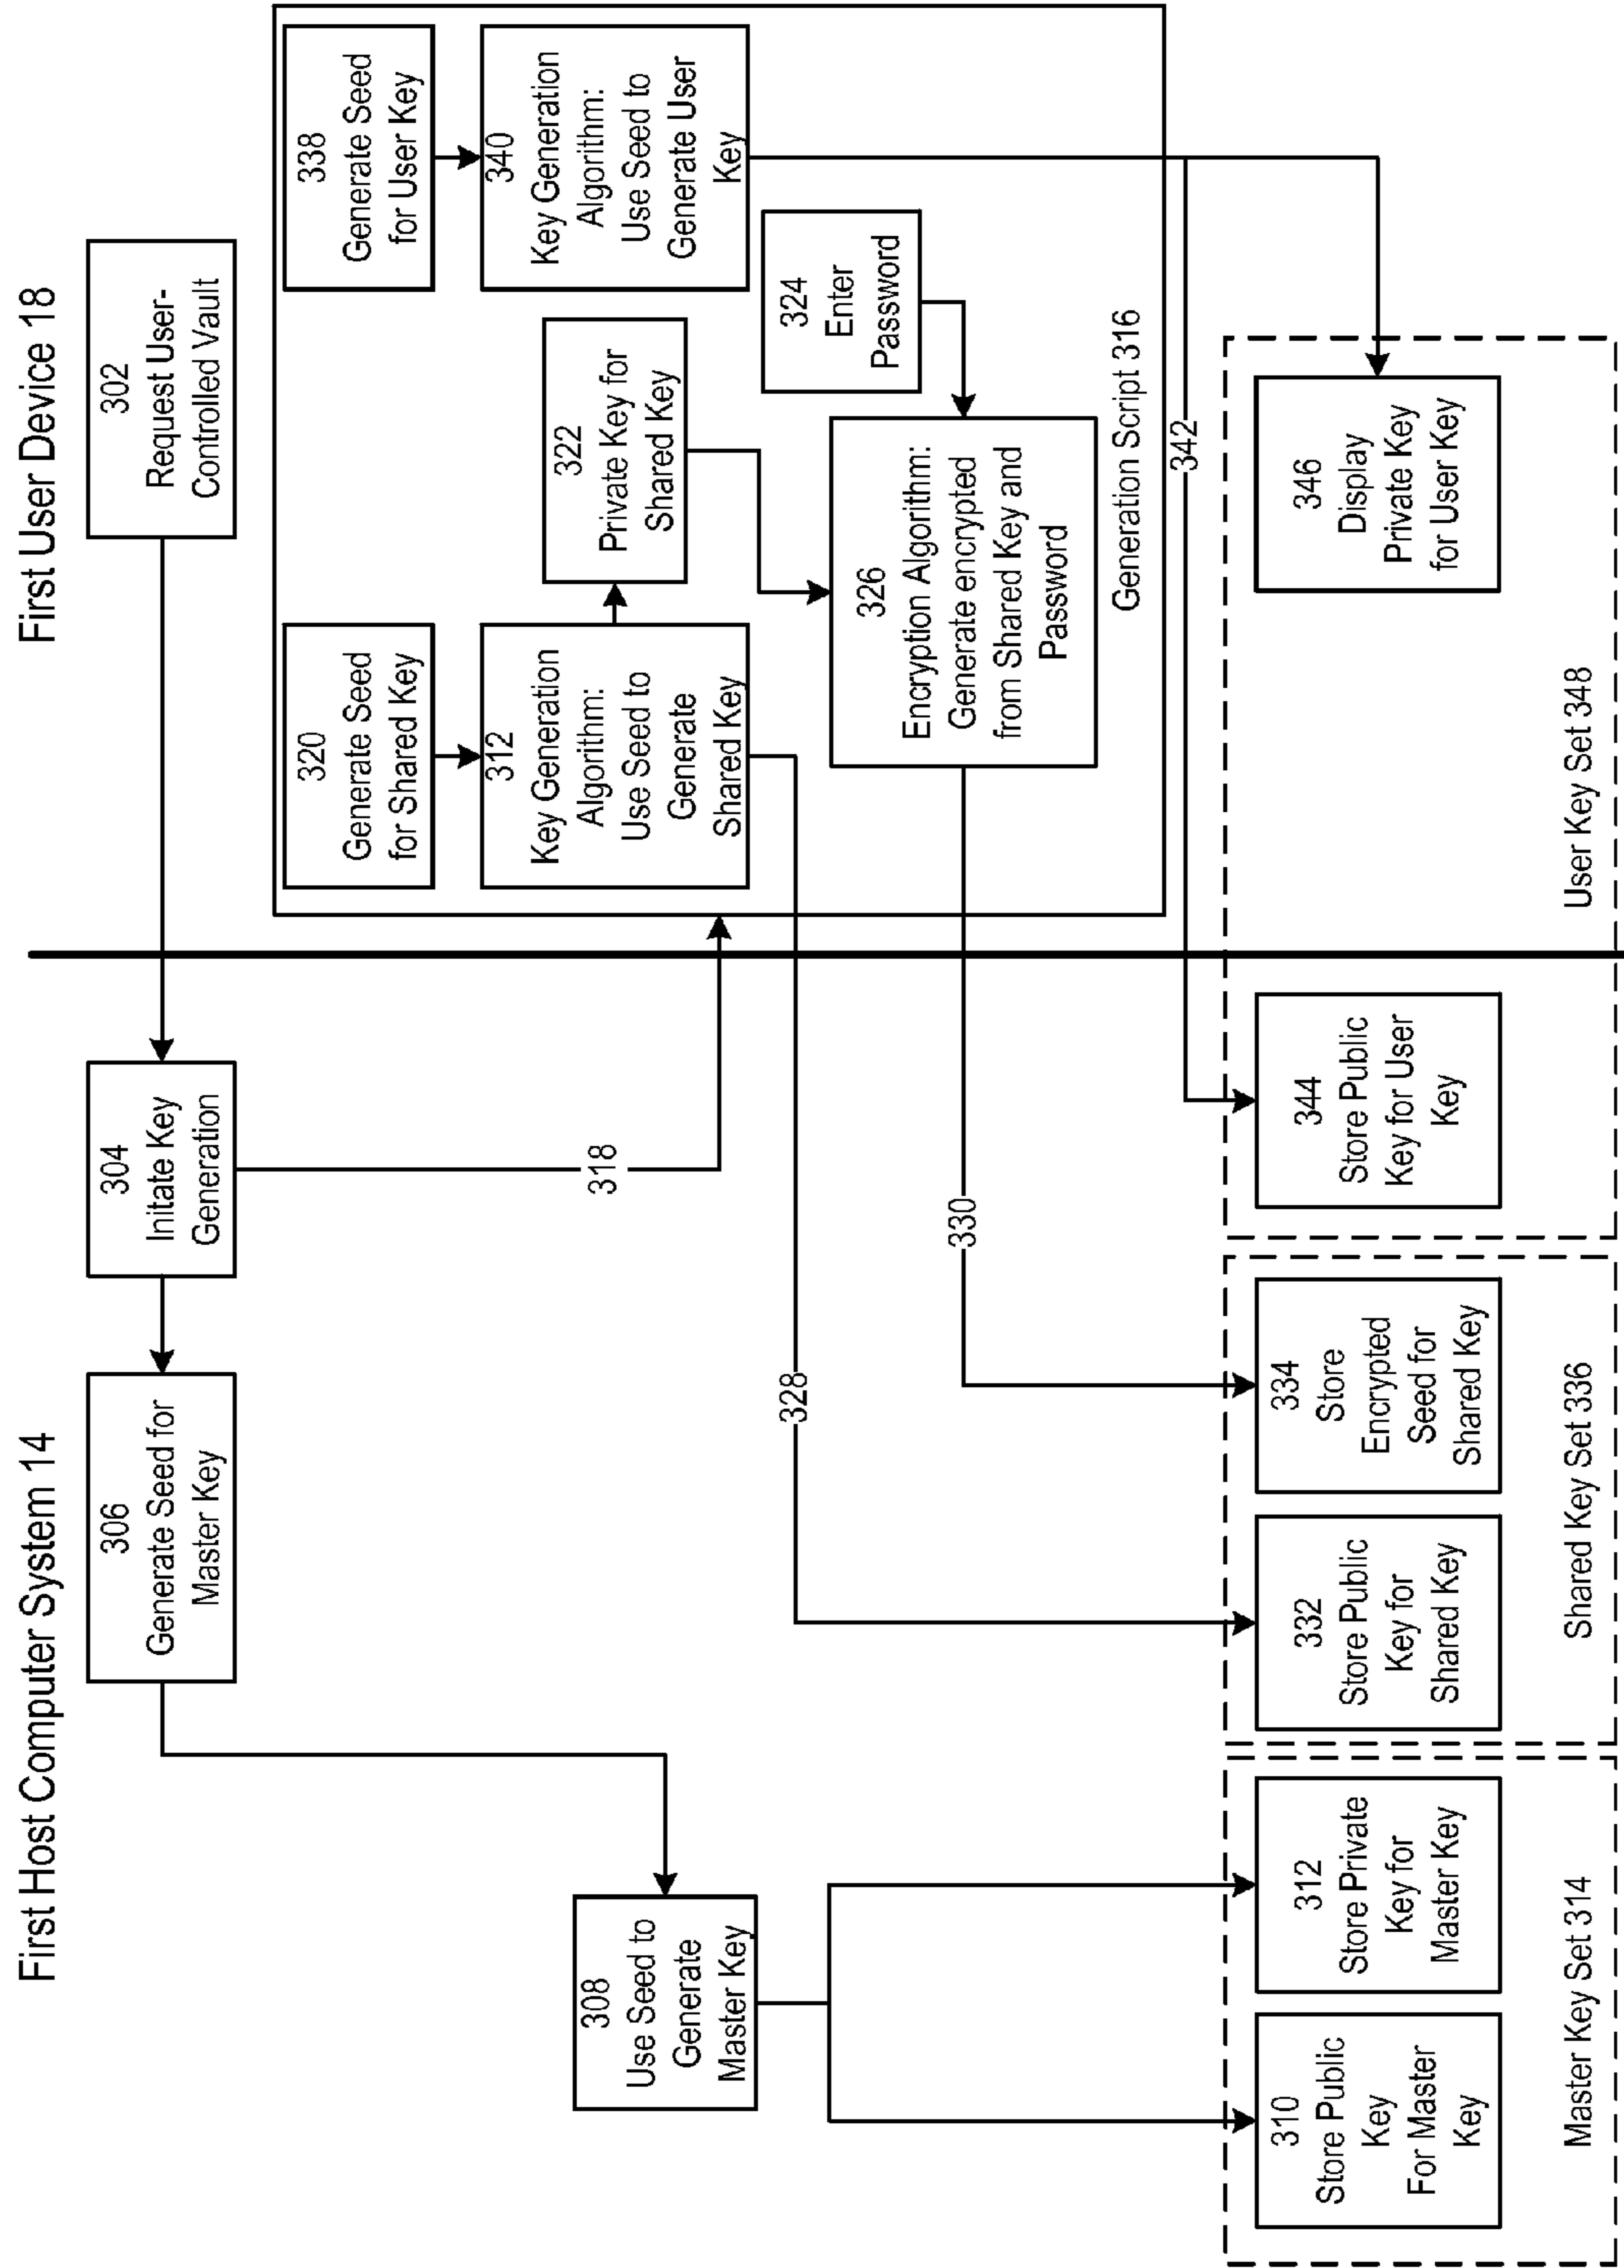 First Host Computer System 14
First User Device 18
302
Request User-
Controlled Vault
304
Initate Key
Generation
306
Generate Seed for
Master Key
308
Use Seed to
Generate
Master Key
318
320
Generate Seed
for Shared Key
312
Key Generation
Algorithm:
Use Seed to
Generate
Shared Key
322
Private Key for
Shared Key
324
Enter
Password
326
Encryption Algorithm:
Generate encrypted
from Shared Key and
Password
338
Generate Seed
for User Key
340
Key Generation
Algorithm:
Use Seed to
Generate User
Key
Generation Script 316
328
330
342
310
Store Public
Key
For Master
Key
312
Store Private
Key for
Master Key
Master Key Set 314
332
Store Public
Key for
Shared Key
334
Store
Encrypted
Seed for
Shared Key
Shared Key Set 336
344
Store Public
Key for User
Key
346
Display
Private Key
for User Key
User Key Set 348